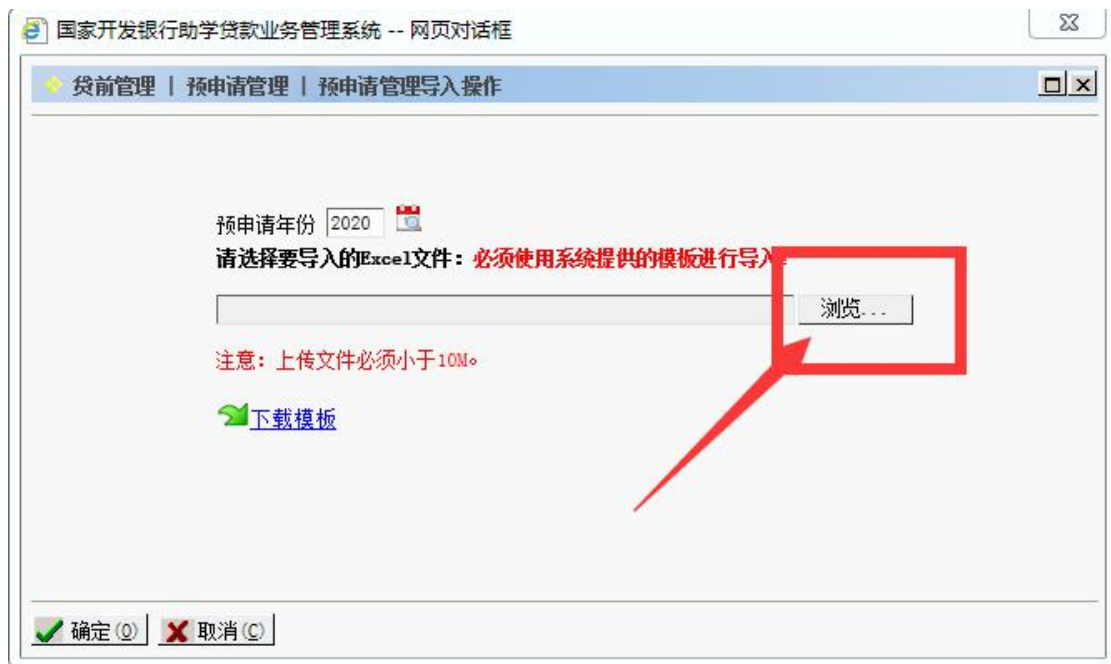 国家开发银行助学贷款业务管理系统 -- 网页对话框
贷前管理 | 预申请管理 | 预申请管理导入操作
预申请年份 2020
请选择要导入的Excel文件：必须使用系统提供的模板进行导入！
浏览...
注意：上传文件必须小于10M。
下载模板
确定(O) 取消(C)